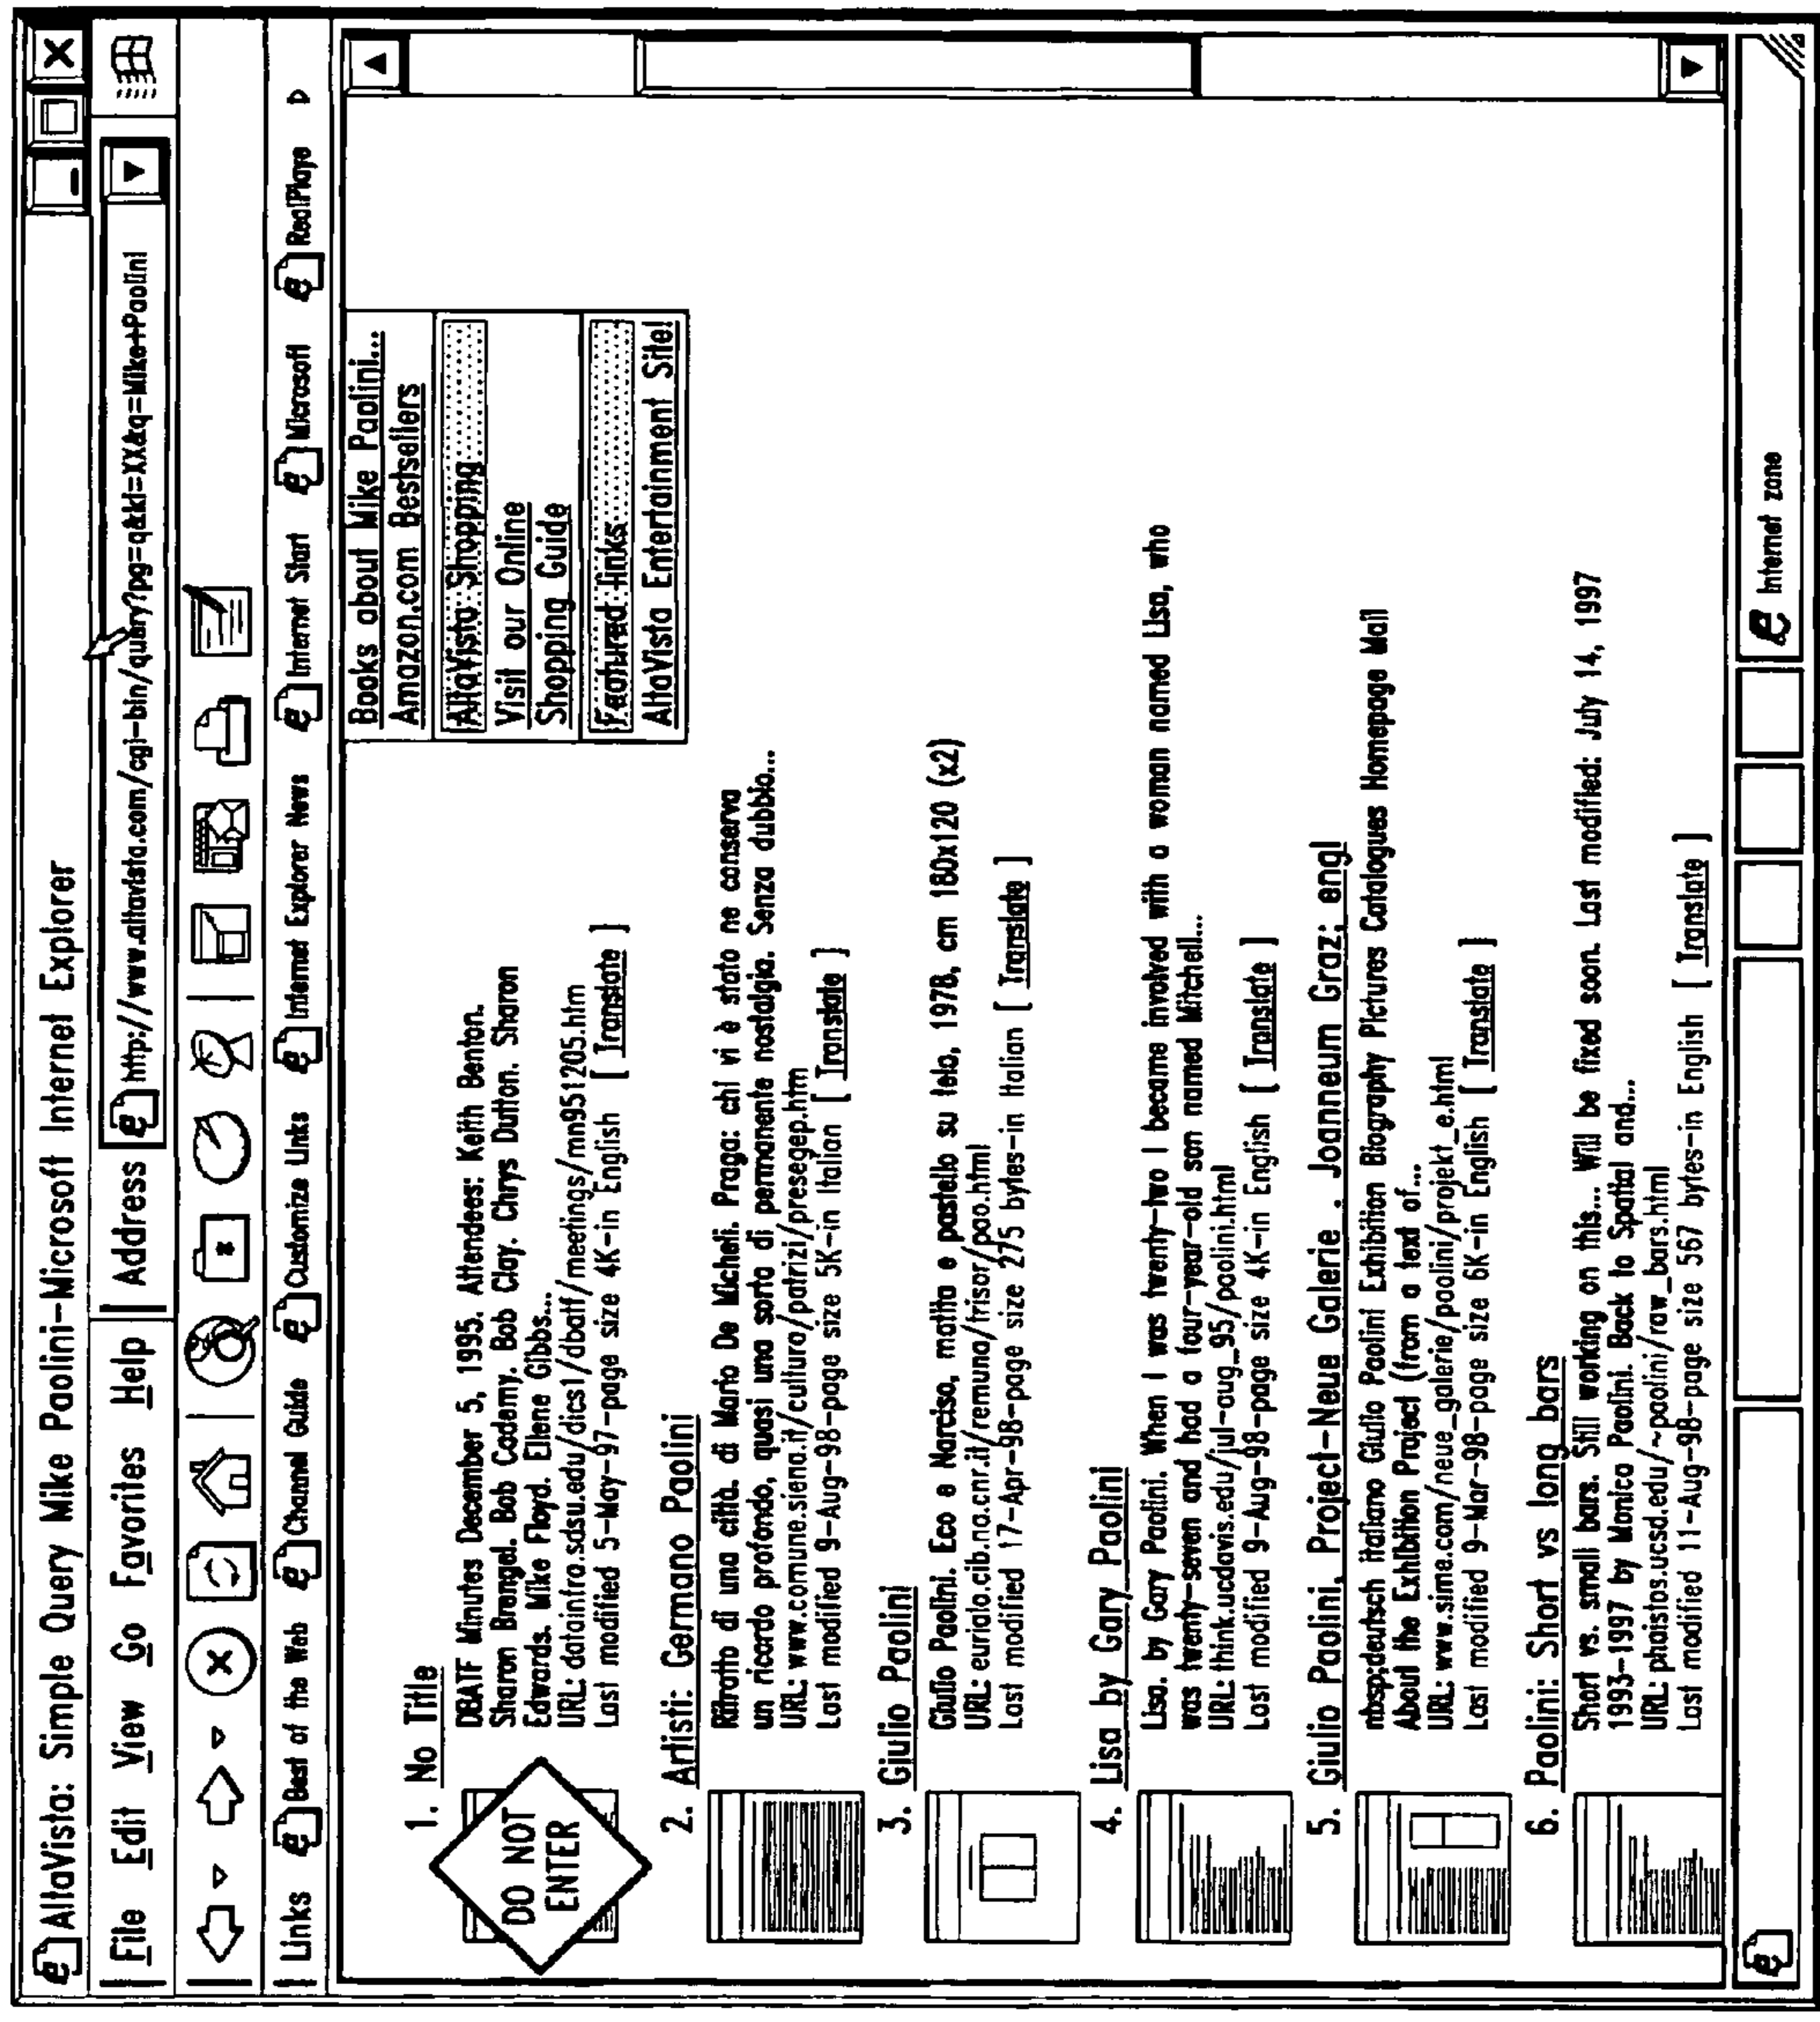 AltaVista: Simple Query Mike Paolini-Microsoft Internet Explorer
File Edit View Go Favorites Help Address http://www.altavista.com/cgi-bin/query?pg=q&kl=XX&q=Mike+Paolini
Links Best of the Web Channel Guide Customize Links Internet Explorer News Internet Start Microsoft RealPlaye
Books about Mike Paolini...
Amazon.com Bestsellers
AltaVista Shopping
Visit our Online
Shopping Guide
Featured links
AltaVista Entertainment Site!
1. No Title
DO NOT
ENTER
DBATF Minutes December 5, 1995. Attendees: Keith Benton.
Sharon Brengel. Bob Codemy. Bob Clay. Chrys Dutton. Sharon
Edwards. Mike Floyd. Ellene Gibbs...
URL: datainfro.sdsu.edu/dics1/dbatf/meetings/mn951205.htm
Last modified 5-May-97-page size 4K-in English [ Translate ]
2. Artisti: Germano Paolini
Ritratto di una città. di Mario De Micheli. Praga: chi vi è stato ne conserva
un ricordo profondo, quasi una sorta di permanente nostalgia. Senza dubbio...
URL: www.comune.siena.it/cultura/patrizi/presegep.htm
Last modified 9-Aug-98-page size 5K-in Italian [ Translate ]
3. Giulio Paolini
Giulio Paolini. Eco e Narciso, matita e pastello su tela, 1978, cm 180x120 (x2)
URL: eurialo.cib.na.cnr.it/remuna/trisor/pao.html
Last modified 17-Apr-98-page size 275 bytes-in Italian [ Translate ]
4. Lisa by Gary Paolini
Lisa. by Gary Paolini. When I was twenty-two I became involved with a woman named Lisa, who
was twenty-seven and had a four-year-old son named Mitchell...
URL: think.ucdavis.edu/jul-aug_95/paolini.html
Last modified 9-Aug-98-page size 4K-in English [ Translate ]
5. Giulio Paolini, Project-Neue Galerie . Joanneum Graz; engl
nbsp;deutsch italiano Giulio Paolini Exhibition Biography Pictures Catalogues Homepage Mail
About the Exhibition Project (from a text of...
URL: www.sime.com/neue_galerie/paolini/projekt_e.html
Last modified 9-Mar-98-page size 6K-in English [ Translate ]
6. Paolini: Short vs long bars
Short vs. small bars. Still working on this... Will be fixed soon. Last modified: July 14, 1997
1993-1997 by Monica Paolini. Back to Spatial and...
URL: phaistos.ucsd.edu/~paolini/raw_bars.html
Last modified 11-Aug-98-page size 567 bytes-in English [ Translate ]
Internet zone